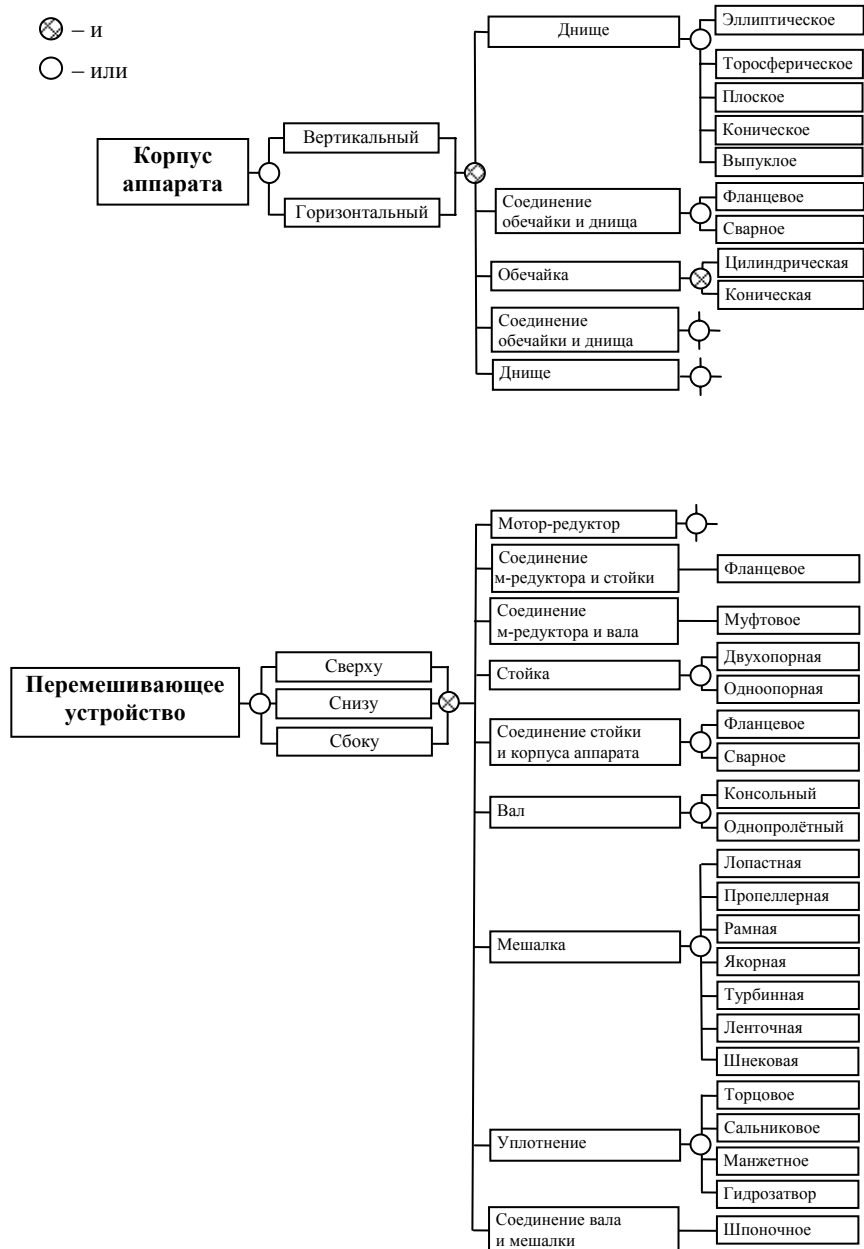 – и
– или
Корпус
аппарата
Вертикальный
Горизонтальный
Днище
Эллиптическое
Торосферическое
Плоское
Коническое
Выпуклое
Соединение
обечайки и днища
Фланцевое
Сварное
Обечайка
Цилиндрическая
Коническая
Соединение
обечайки и днища
Днище
Перемешивающее
устройство
Сверху
Снизу
Сбоку
Мотор-редуктор
Соединение
м-редуктора и стойки
Фланцевое
Соединение
м-редуктора и вала
Муфтовое
Стойка
Двухопорная
Одноопорная
Соединение стойки
и корпуса аппарата
Фланцевое
Сварное
Вал
Консольный
Однопролётный
Мешалка
Лопастная
Пропеллерная
Рамная
Якорная
Турбинная
Ленточная
Шнековая
Уплотнение
Торцовое
Сальниковое
Манжетное
Гидрозатвор
Соединение вала
и мешалки
Шпоночное